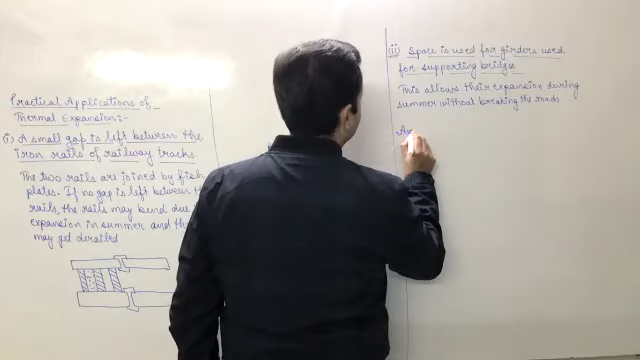 Practical Applications of
Thermal Expansion:-
(i) A small gap is left between the
iron rails of railway tracks
The two rails are joined by fish
plates. If no gap is left between
rails, the rails may bend due
expansion in summer and
may get derailed
iii) Space is used for girders used
for supporting bridges
This allows their expansion during
summer without breaking the roads